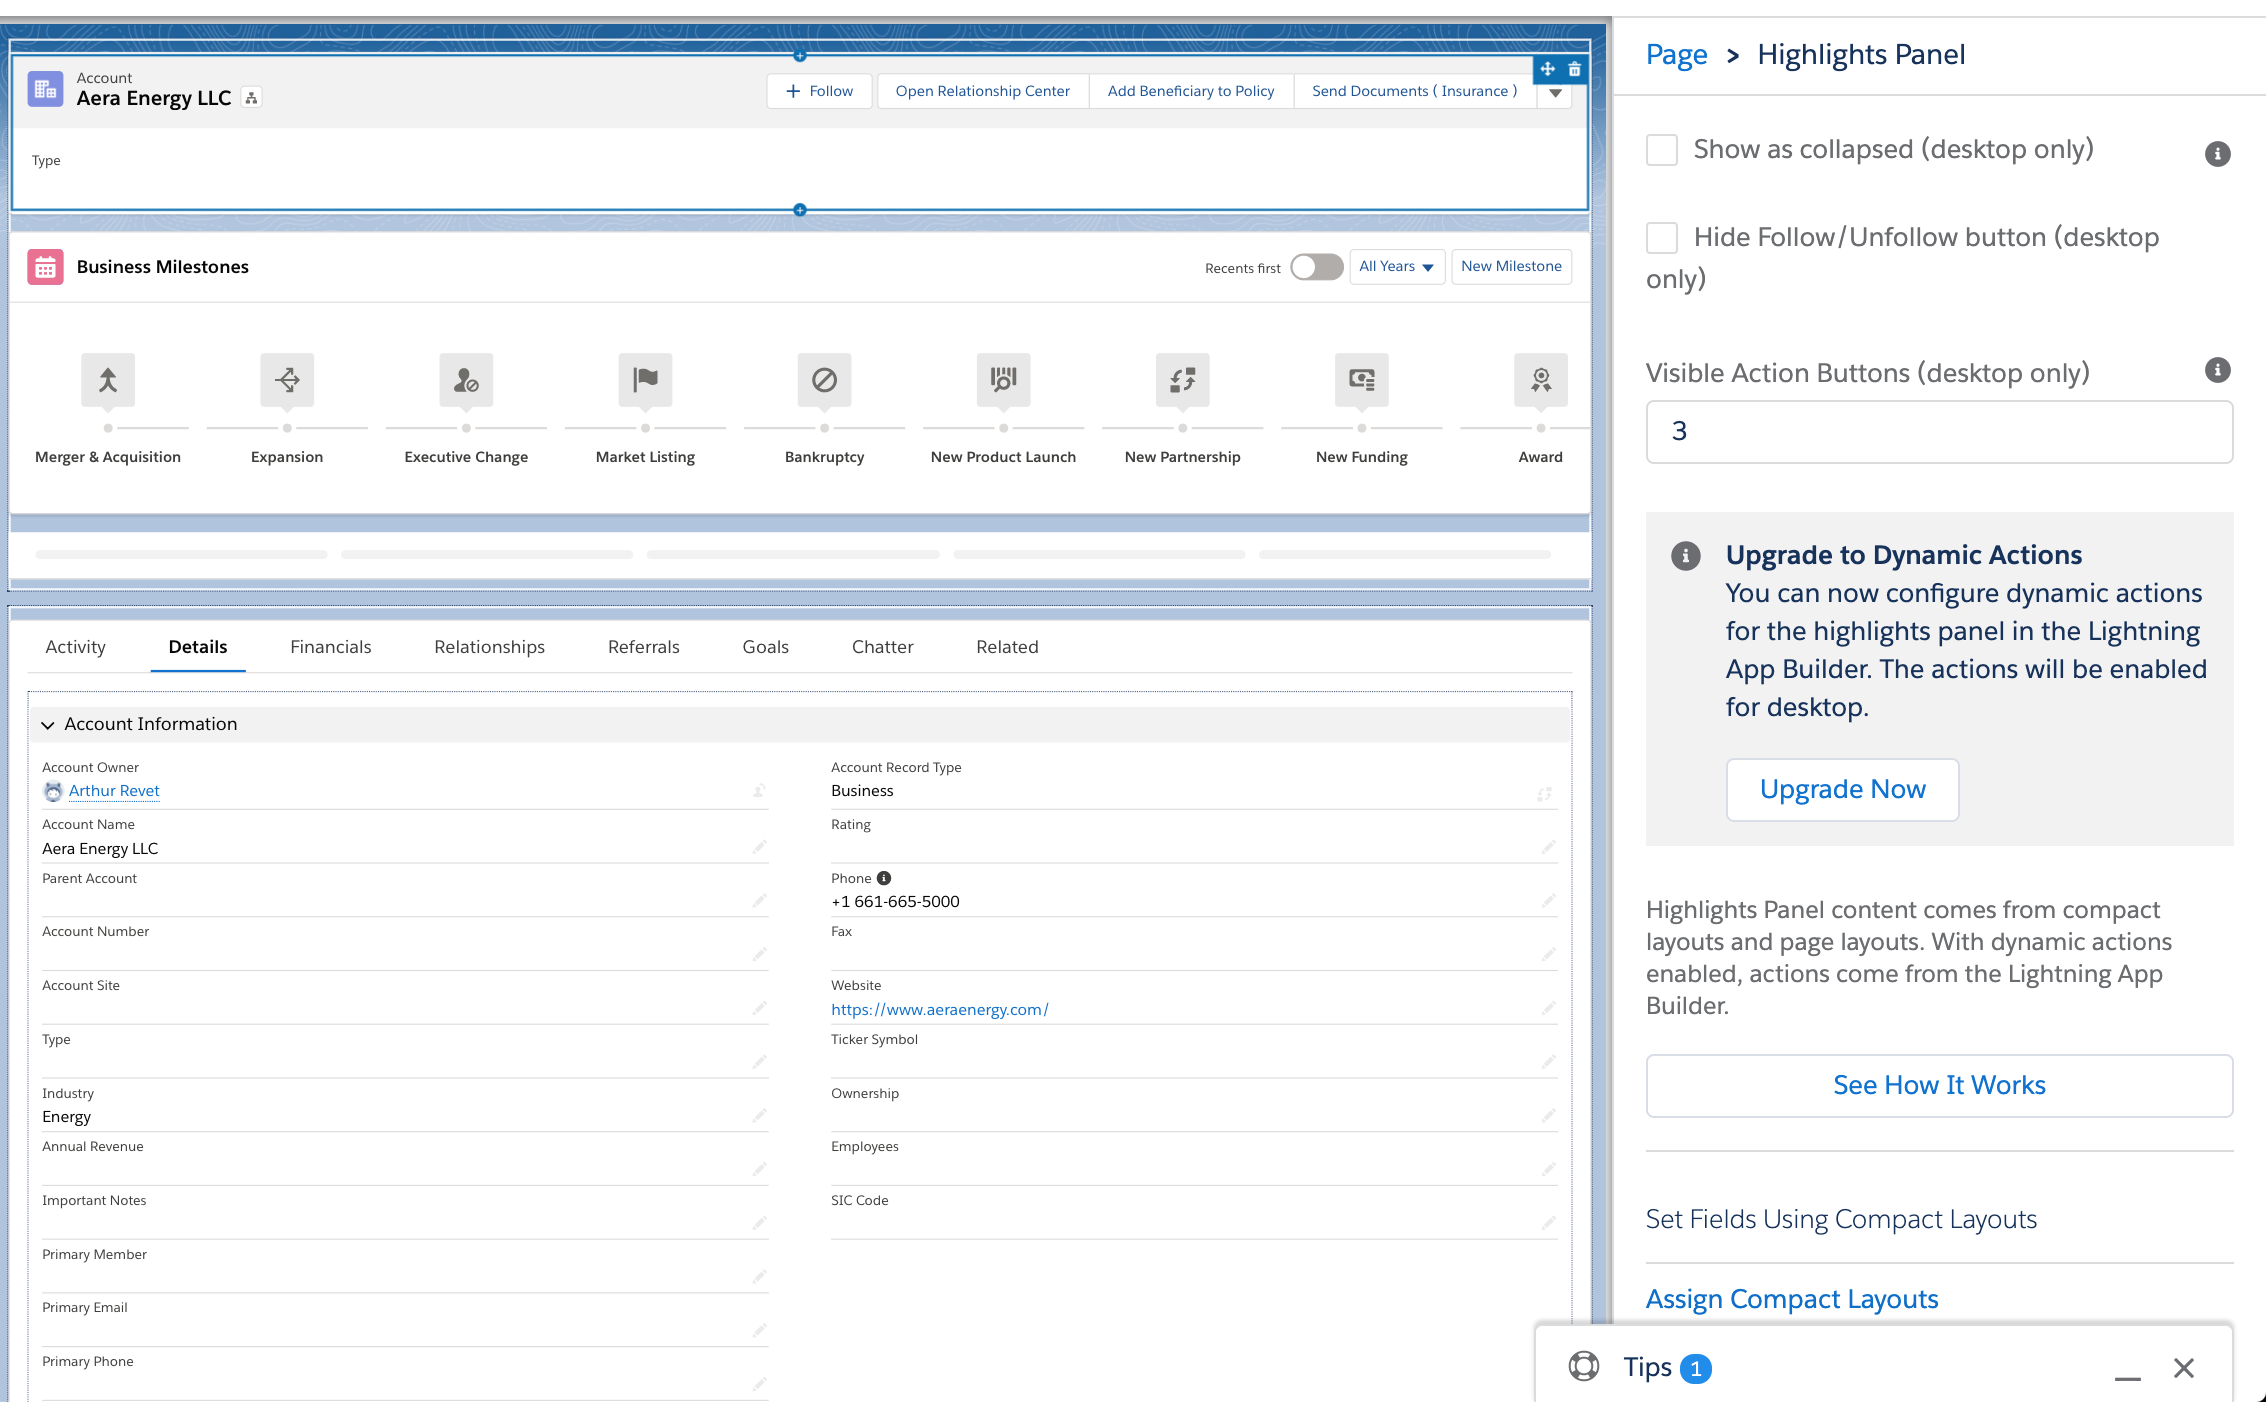 Account
Aera Energy LLC
Follow
Open Relationship Center
Add Beneficiary to Policy
Send Documents ( Insurance )
Type
Business Milestones
Recents first
All Years
New Milestone
Merger & Acquisition
Expansion
Executive Change
Market Listing
Bankruptcy
New Product Launch
New Partnership
New Funding
Award
Activity
Details
Financials
Relationships
Referrals
Goals
Chatter
Related
Account Information
Account Owner
Arthur Revet
Account Record Type
Business
Account Name
Aera Energy LLC
Rating
Parent Account
Phone
+1 661-665-5000
Account Number
Fax
Account Site
Website
https://www.aeraenergy.com/
Type
Ticker Symbol
Industry
Energy
Ownership
Annual Revenue
Employees
Important Notes
SIC Code
Primary Member
Primary Email
Primary Phone
Page > Highlights Panel
Show as collapsed (desktop only)
Hide Follow/Unfollow button (desktop
only)
Visible Action Buttons (desktop only)
3
Upgrade to Dynamic Actions
You can now configure dynamic actions
for the highlights panel in the Lightning
App Builder. The actions will be enabled
for desktop.
Upgrade Now
Highlights Panel content comes from compact
layouts and page layouts. With dynamic actions
enabled, actions come from the Lightning App
Builder.
See How It Works
Set Fields Using Compact Layouts
Assign Compact Layouts
Tips 1